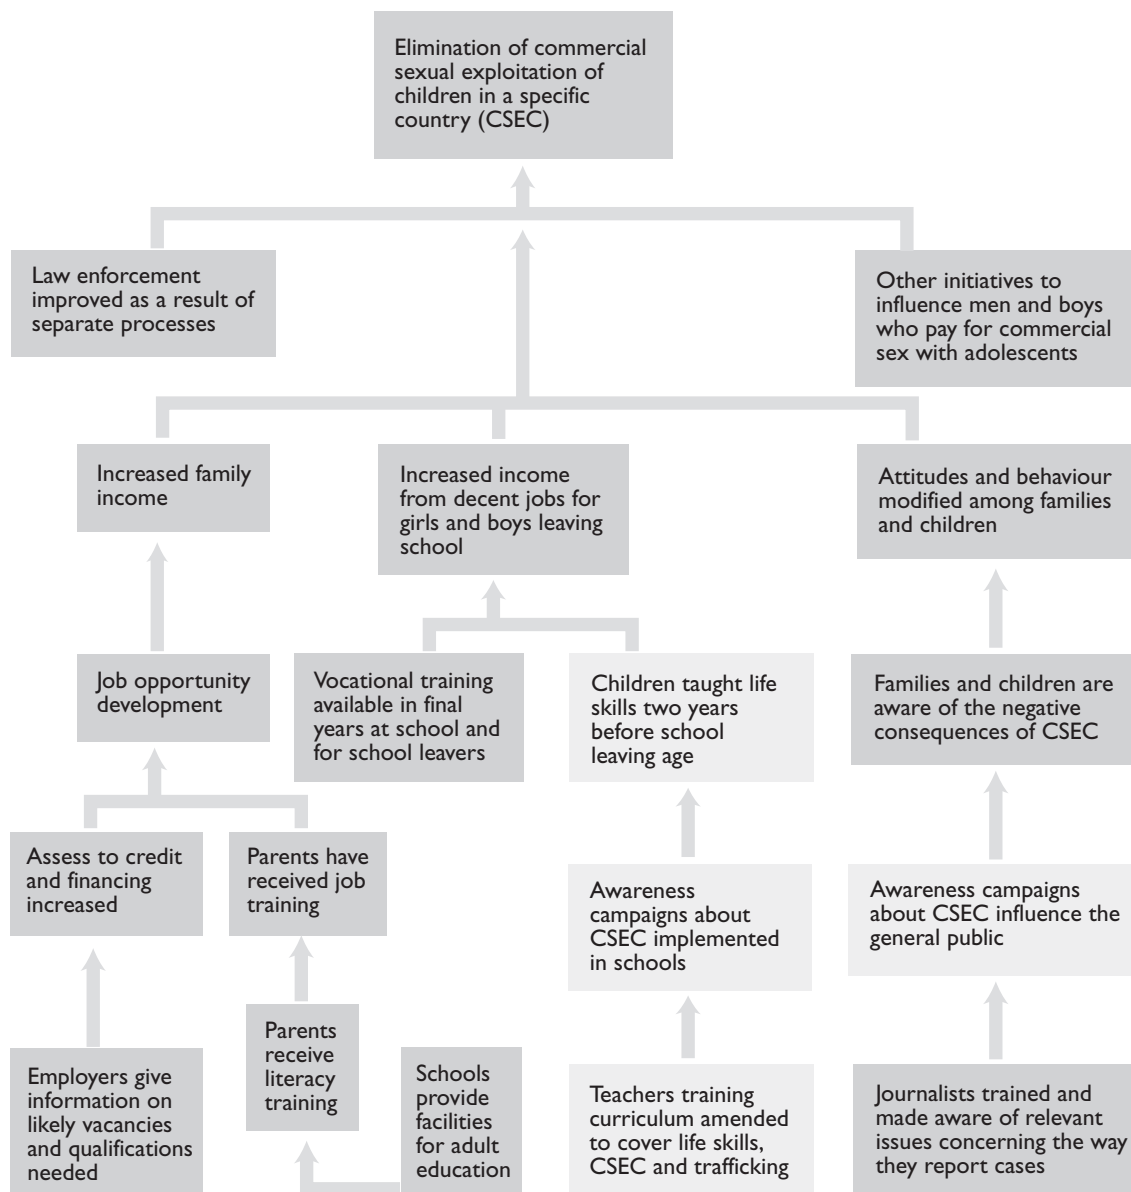 Elimination of commercial
sexual exploitation of
children in a specific
country (CSEC)
Law enforcement
improved as a result of
separate processes
Other initiatives to
influence men and boys
who pay for commercial
sex with adolescents
Increased family
income
Increased income
from decent jobs for
girls and boys leaving
school
Attitudes and behaviour
modified among families
and children
Job opportunity
development
Vocational training
available in final
years at school and
for school leavers
Children taught life
skills two years
before school
leaving age
Families and children are
aware of the negative
consequences of CSEC
Assess to credit
and financing
increased
Parents have
received job
training
Awareness
campaigns about
CSEC implemented
in schools
Awareness campaigns
about CSEC influence the
general public
Employers give
information on
likely vacancies
and qualifications
needed
Parents
receive
literacy
training
Schools
provide
facilities
for adult
education
Teachers training
curriculum amended
to cover life skills,
CSEC and trafficking
Journalists trained and
made aware of relevant
issues concerning the way
they report cases